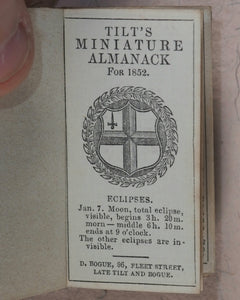 TILT'S
MINIATURE
ALMANACK
FOR 1852.
ECLIPSES.
Jan. 7. Moon, total eclipse,
visible, begins 3h. 20m.
morn—middle 6h. 10m.
ends at 9 o'clock.
The other eclipses are in-
visible.
D. BOGUE, 86, FLEET STREET,
LATE TILT AND BOGUE.